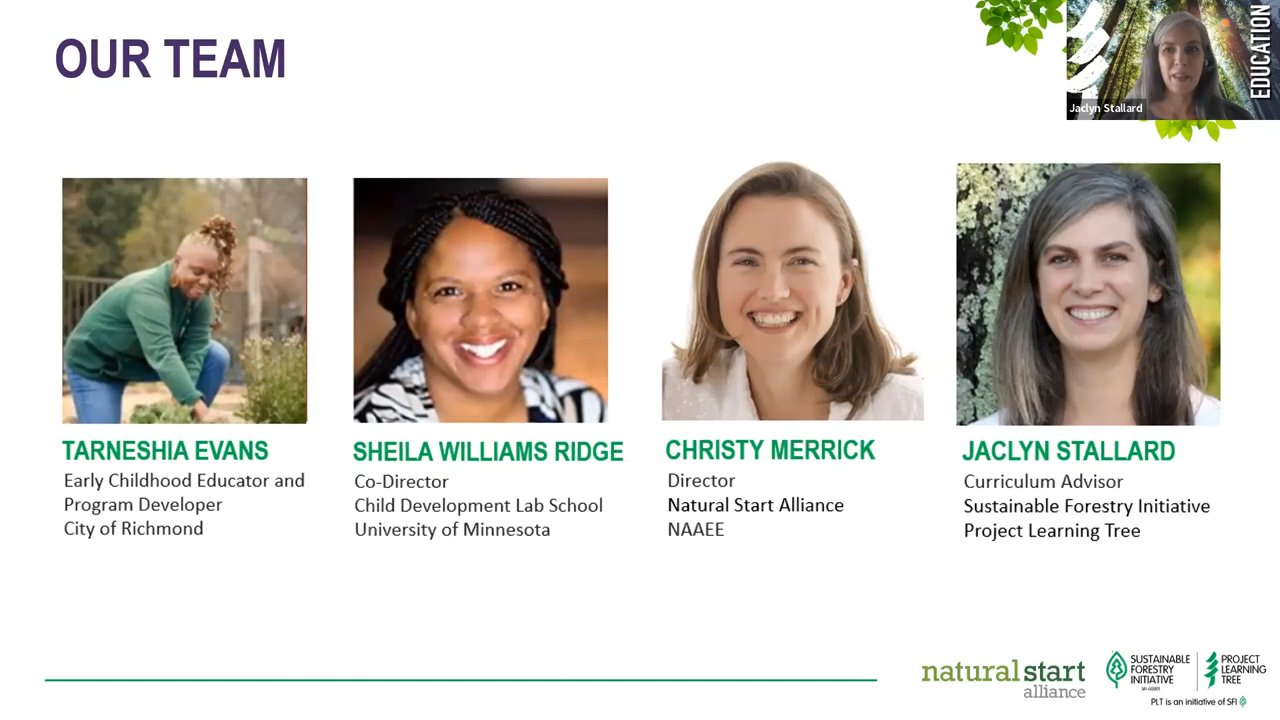 OUR TEAM
EDUCATION
Jaclyn Stallard
TARNESHIA EVANS
Early Childhood Educator and
Program Developer
City of Richmond
SHEILA WILLIAMS RIDGE
Co-Director
Child Development Lab School
University of Minnesota
CHRISTY MERRICK
Director
Natural Start Alliance
NAAEE
JACLYN STALLARD
Curriculum Advisor
Sustainable Forestry Initiative
Project Learning Tree
natural start
alliance
SUSTAINABLE
FORESTRY
INITIATIVE
SFI-00001
PROJECT
LEARNING
TREE
PLT is an initiative of SFI